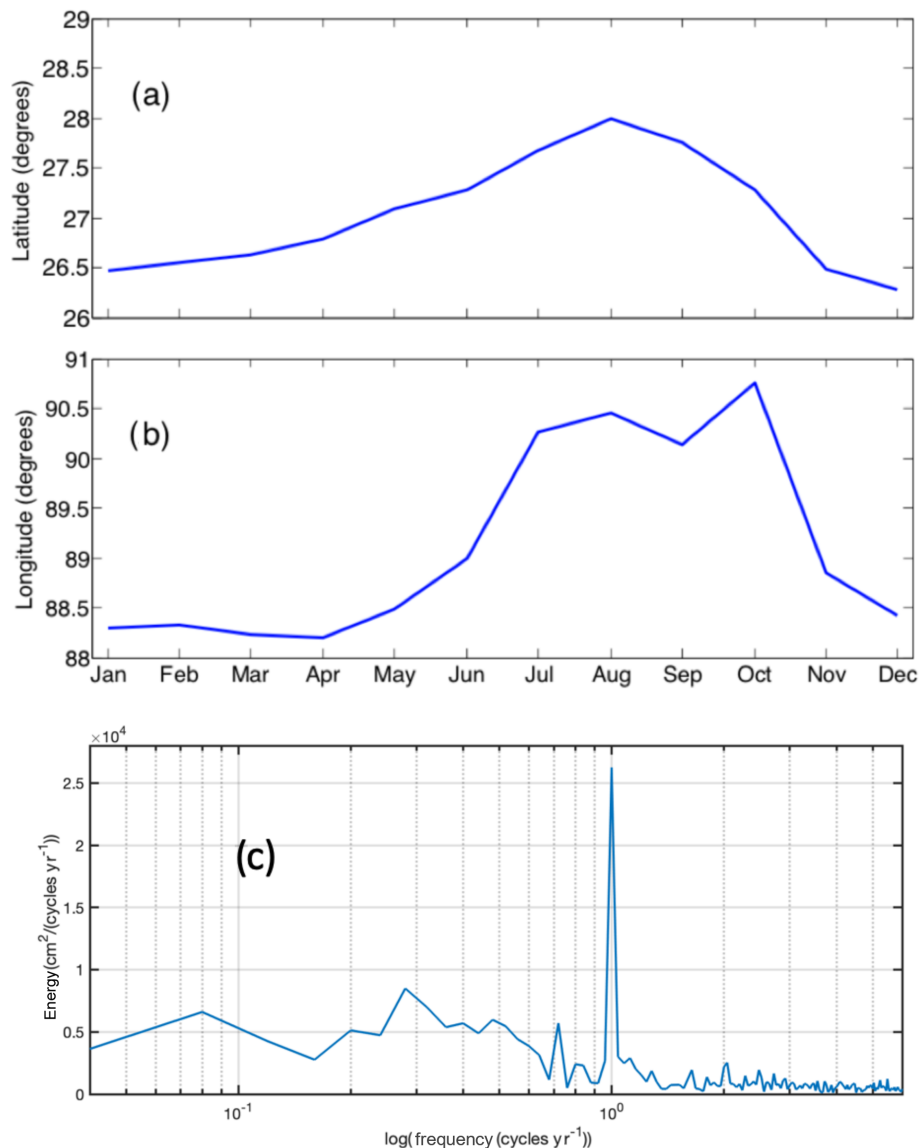 29
28.5
28
27.5
27
26.5
26
Latitude (degrees)
(a)
91
90.5
90
89.5
89
88.5
88
Longitude (degrees)
(b)
Jan Feb Mar Apr May Jun Jul Aug Sep Oct Nov Dec
×10⁴
2.5
2
1.5
1
0.5
0
Energy(cm²/(cycles yr⁻¹))
(c)
10⁻¹ 10⁰
log(frequency (cycles yr⁻¹))